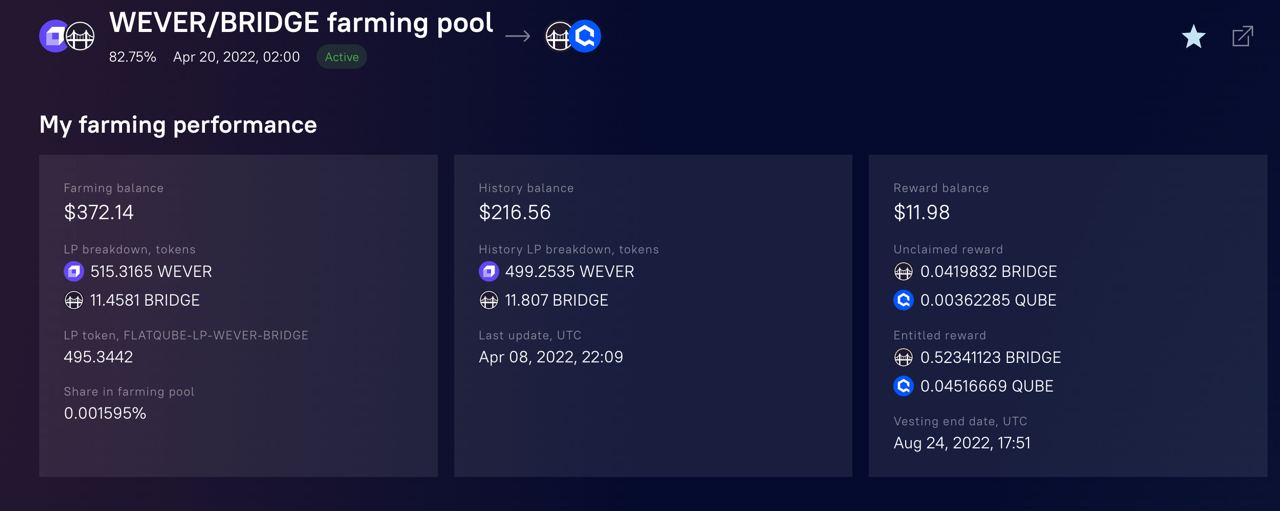 WEVER/BRIDGE farming pool
82.75% Apr 20, 2022, 02:00 Active
My farming performance
Farming balance
$372.14
LP breakdown, tokens
515.3165 WEVER
11.4581 BRIDGE
LP token, FLATQUBE-LP-WEVER-BRIDGE
495.3442
Share in farming pool
0.001595%
History balance
$216.56
History LP breakdown, tokens
499.2535 WEVER
11.807 BRIDGE
Last update, UTC
Apr 08, 2022, 22:09
Reward balance
$11.98
Unclaimed reward
0.0419832 BRIDGE
0.00362285 QUBE
Entitled reward
0.52341123 BRIDGE
0.04516669 QUBE
Vesting end date, UTC
Aug 24, 2022, 17:51